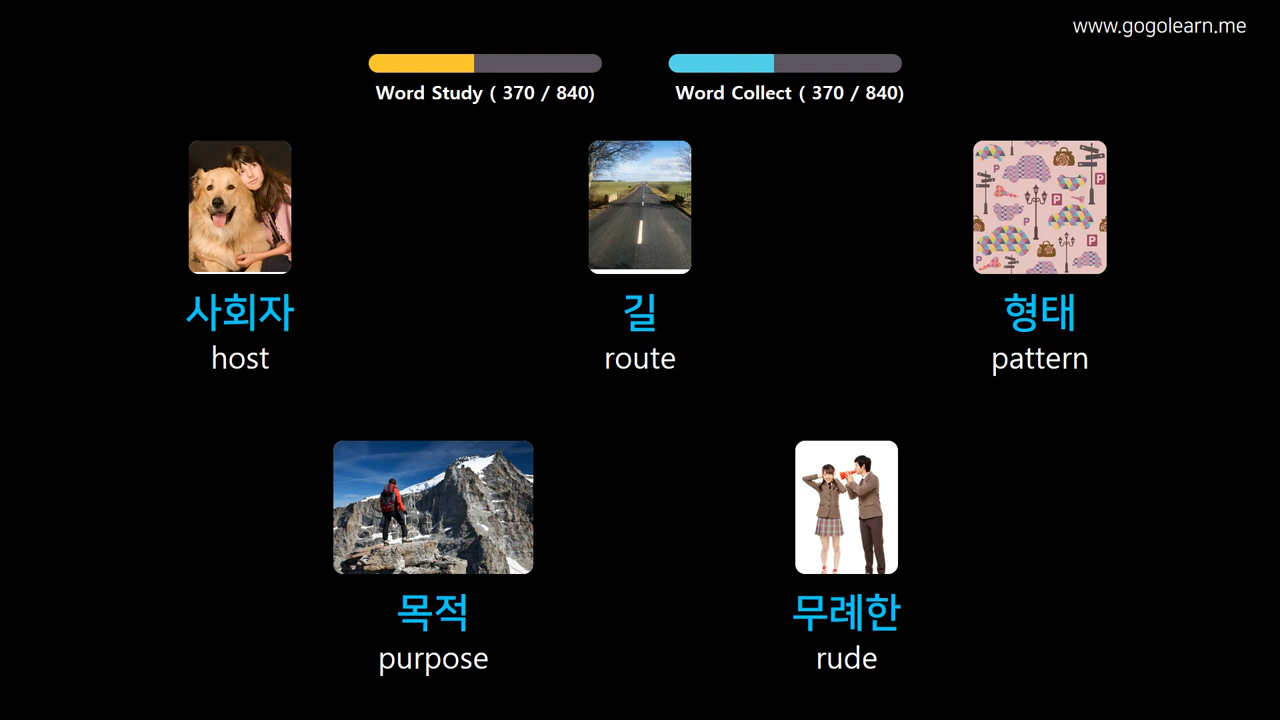 www.gogolearn.me
Word Study ( 370 / 840)
Word Collect ( 370 / 840)
사회자
host
길
route
형태
pattern
목적
purpose
무례한
rude